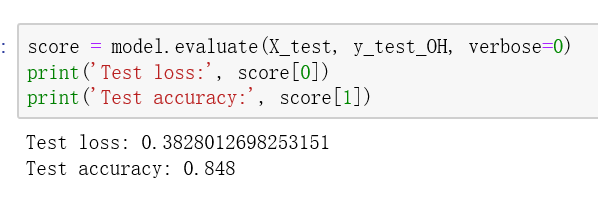 : score = model.evaluate(X_test, y_test_OH, verbose=0)
print('Test loss:', score[0])
print('Test accuracy:', score[1])
Test loss: 0.3828012698253151
Test accuracy: 0.848